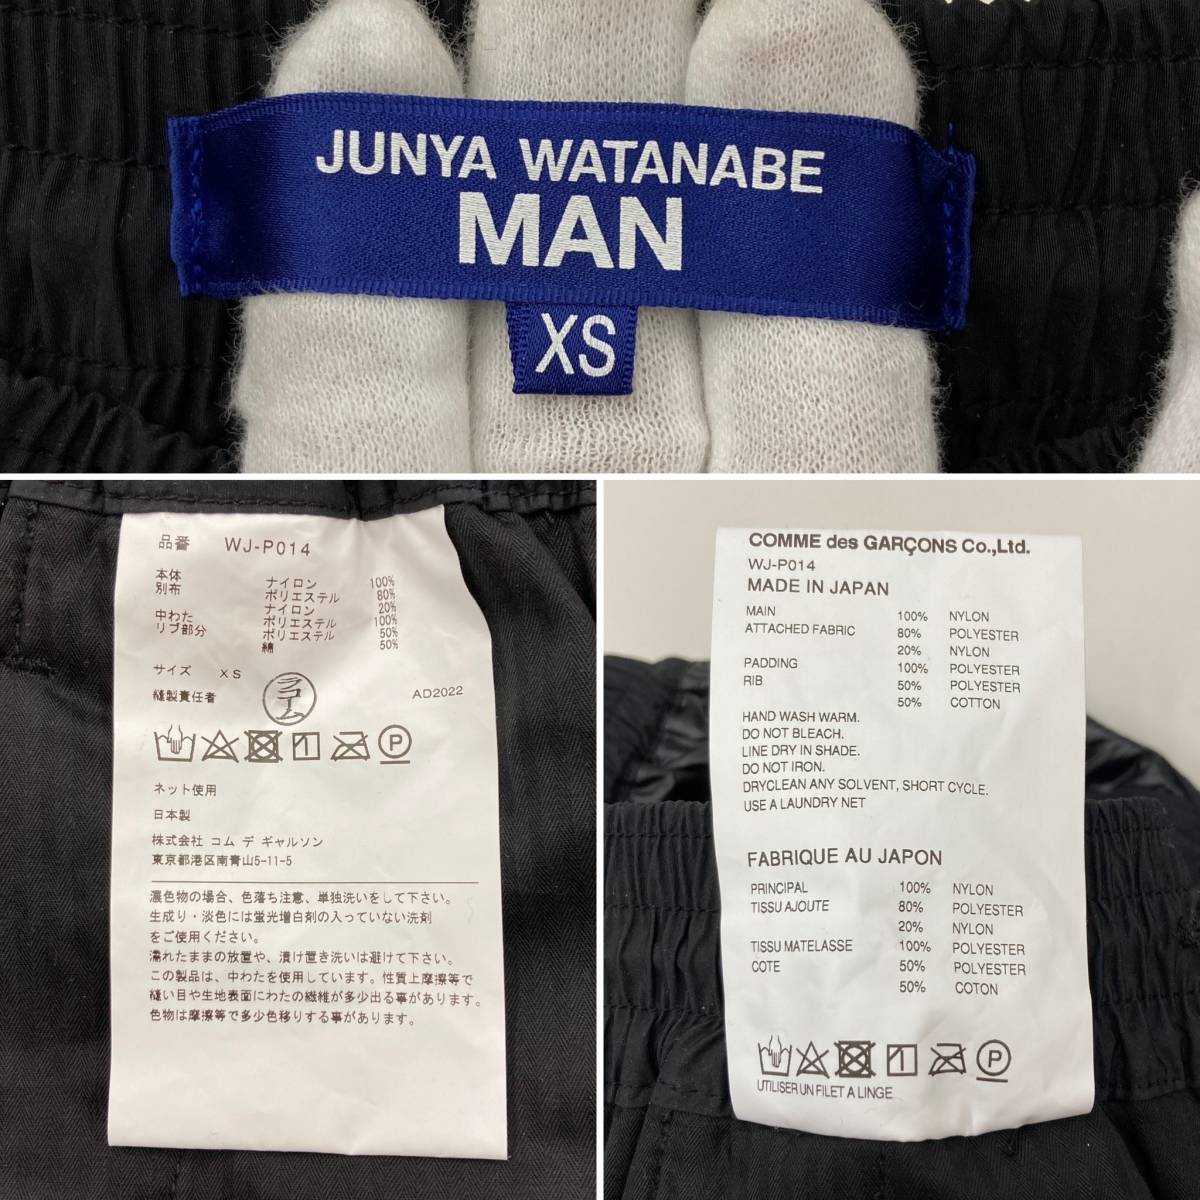 JUNYA WATANABE
MAN
XS
品番 WJ-P014
本体 ナイロン 100%
別布 ポリエステル 80%
ナイロン 20%
中わた ポリエステル 100%
リブ部分 ポリエステル 50%
綿 50%
サイズ XS
縫製責任者 AD2022
ネット使用
日本製
株式会社 コム デ ギャルソン
東京都港区南青山5-11-5
濃色物の場合、色落ち注意、単独洗いをして下さい。
生成り・淡色には蛍光増白剤の入っていない洗剤
をご使用ください。
濡れたままの放置や、漬け置き洗いは避けて下さい。
この製品は、中わたを使用しています。性質上摩擦等で
縫い目や生地表面にわたの繊維が多少出る事があります。
色物は摩擦等で多少色移りする事があります。
COMME des GARÇONS Co.,Ltd.
WJ-P014
MADE IN JAPAN
MAIN 100% NYLON
ATTACHED FABRIC 80% POLYESTER
20% NYLON
PADDING 100% POLYESTER
RIB 50% POLYESTER
50% COTTON
HAND WASH WARM.
DO NOT BLEACH.
LINE DRY IN SHADE.
DO NOT IRON.
DRYCLEAN ANY SOLVENT, SHORT CYCLE.
USE A LAUNDRY NET
FABRIQUE AU JAPON
PRINCIPAL 100% NYLON
TISSU AJOUTE 80% POLYESTER
20% NYLON
TISSU MATELASSE 100% POLYESTER
COTE 50% POLYESTER
50% COTON
UTILISER UN FILET A LINGE